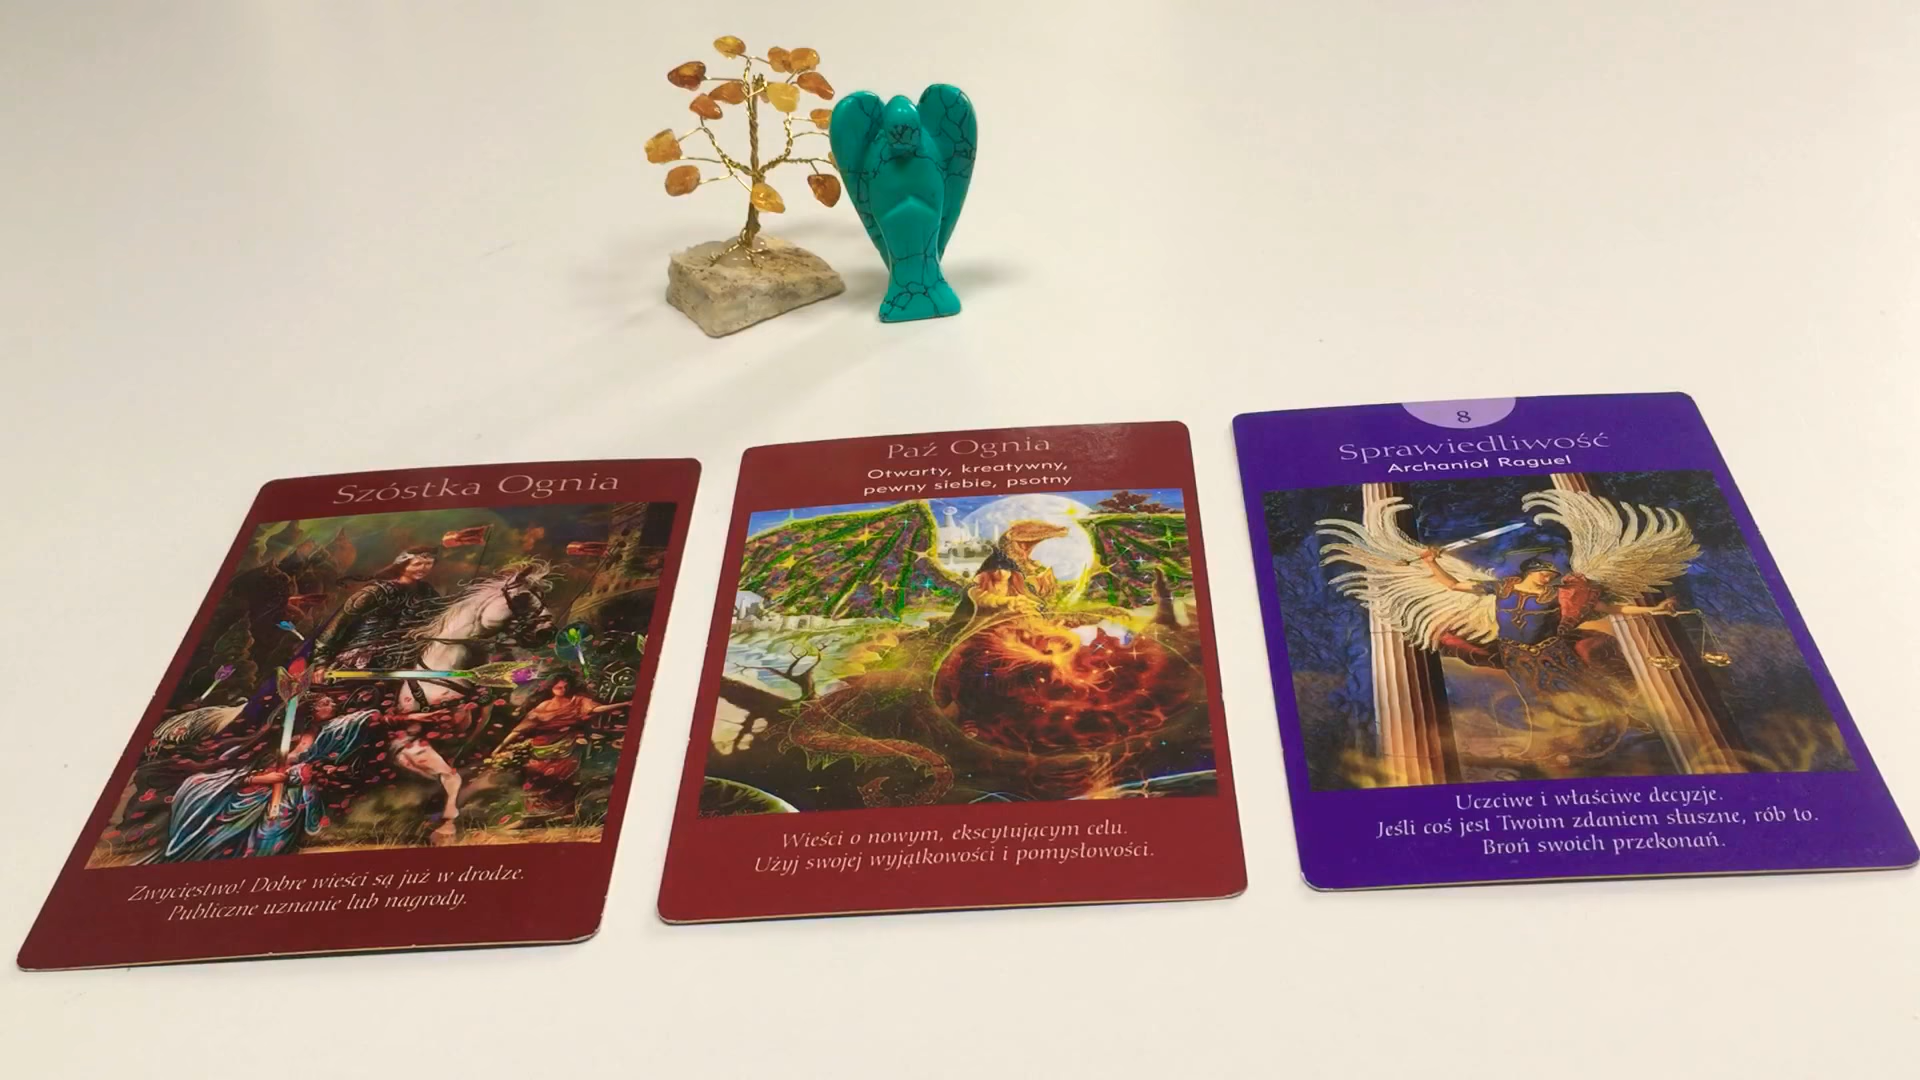 Szóstka Ognia
Zwycięstwo! Dobre wieści są już w drodze.
Publiczne uznanie lub nagrody.
Paź Ognia
Otwarty, kreatywny,
pewny siebie, psotny
Wieści o nowym, ekscytującym celu.
Użyj swojej wyjątkowości i pomysłowości.
8
Sprawiedliwość
Archanioł Raguel
Uczciwe i właściwe decyzje.
Jeśli coś jest Twoim zdaniem słuszne, rób to.
Broń swoich przekonań.